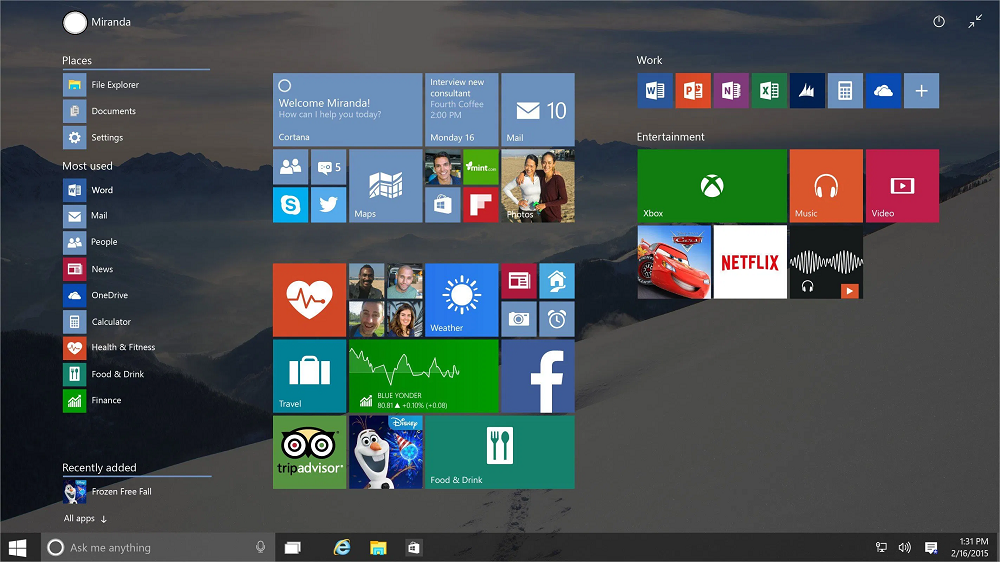 Miranda
Places
File Explorer
Documents
Settings
Most used
Word
Mail
People
News
OneDrive
Calculator
Health & Fitness
Food & Drink
Finance
Recently added
Frozen Free Fall
All apps
Welcome Miranda!
How can I help you today?
Cortana
Interview new
consultant
Fourth Coffee
2:00 PM
Monday 16
10
Mail
5
Maps
mint.com
Photos
Weather
Travel
BLUE YONDER
80.81 ▲ +0.10% (+0.08)
tripadvisor
Disney
Food & Drink
Work
Entertainment
Xbox
Music
Video
Cars
NETFLIX
Ask me anything
1:31 PM
2/16/2015